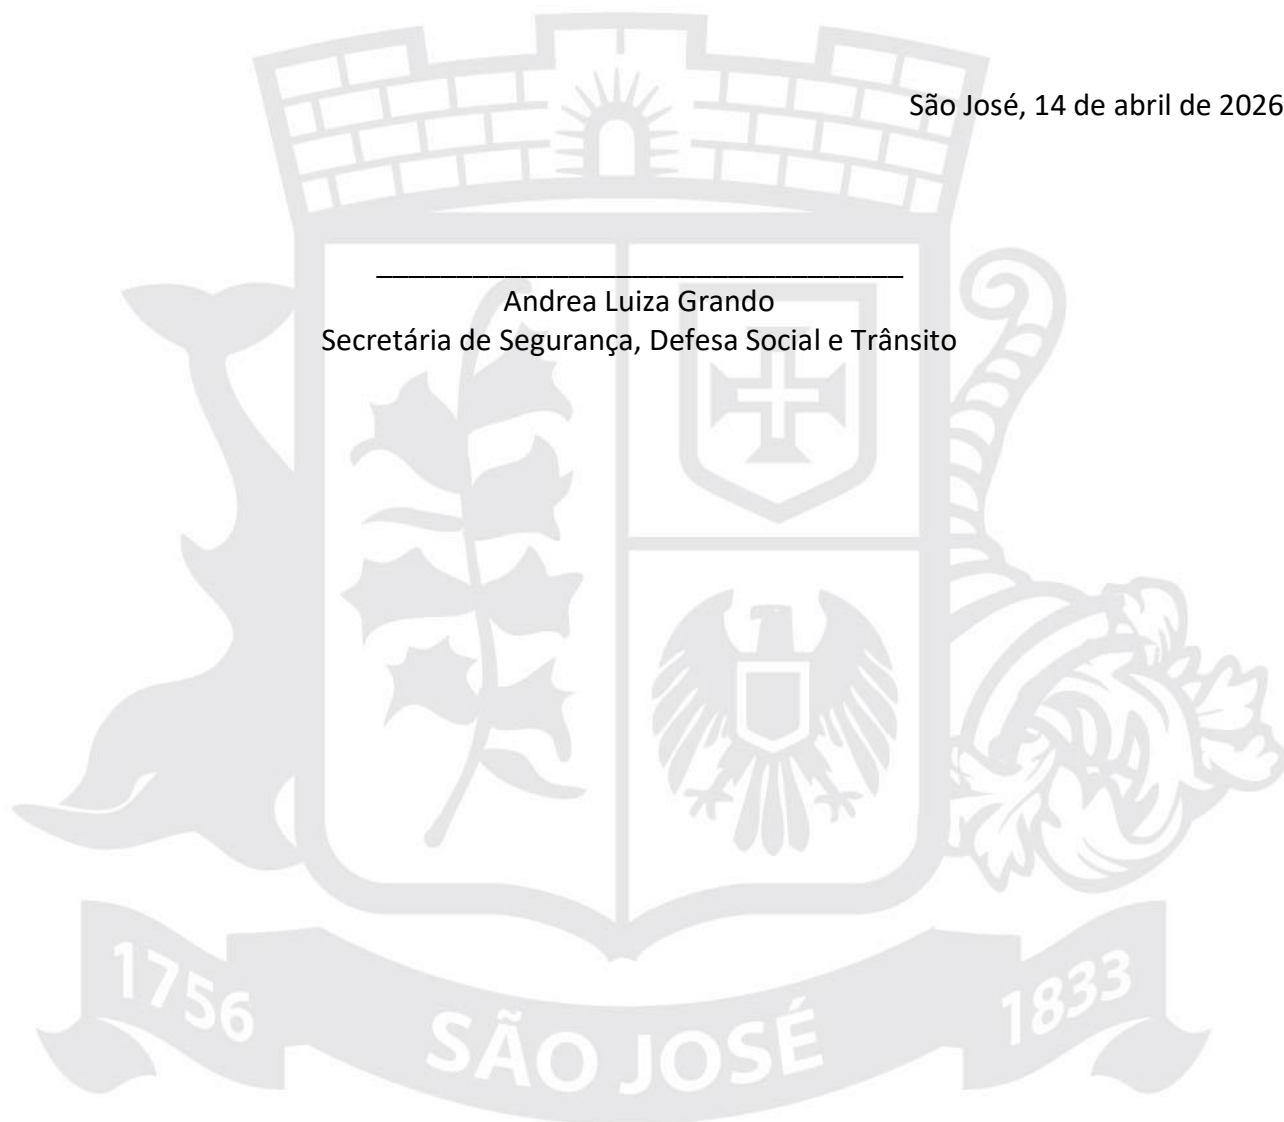 São José, 14 de abril de 2026
__________________________________
Andrea Luiza Grando
Secretária de Segurança, Defesa Social e Trânsito
1756
SÃO JOSÉ
1833